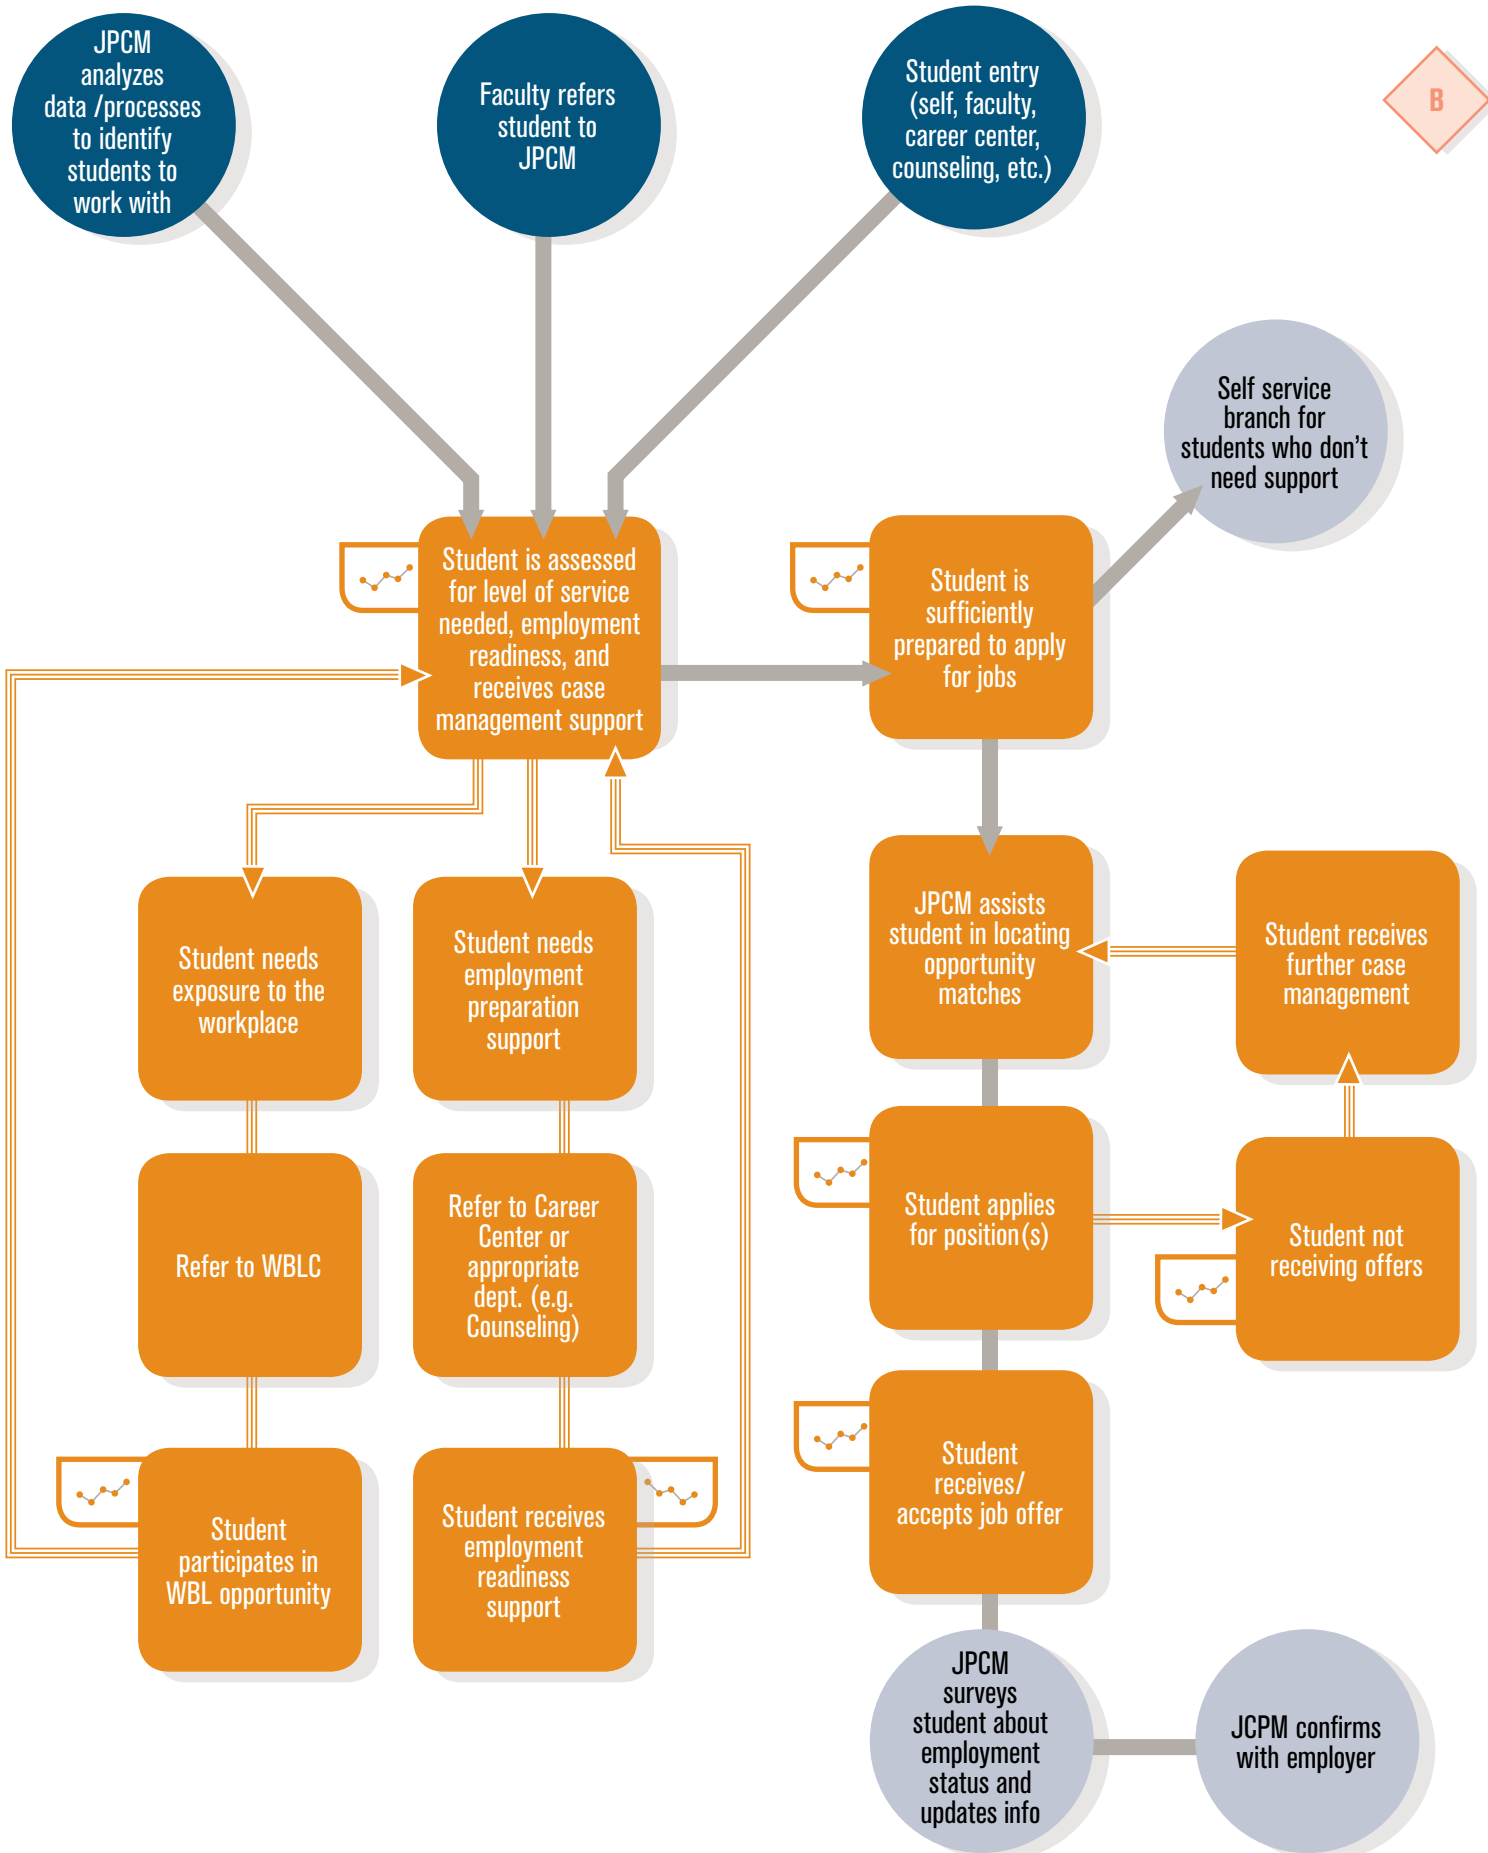 JPCM
analyzes
data /processes
to identify
students to
work with
Faculty refers
student to
JPCM
Student entry
(self, faculty,
career center,
counseling, etc.)
B
Self service
branch for
students who don't
need support
Student is assessed
for level of service
needed, employment
readiness, and
receives case
management support
Student is
sufficiently
prepared to apply
for jobs
Student needs
exposure to the
workplace
Student needs
employment
preparation
support
JPCM assists
student in locating
opportunity
matches
Student receives
further case
management
Refer to WBLC
Refer to Career
Center or
appropriate
dept. (e.g.
Counseling)
Student applies
for position(s)
Student not
receiving offers
Student
participates in
WBL opportunity
Student receives
employment
readiness
support
Student
receives/
accepts job offer
JPCM
surveys
student about
employment
status and
updates info
JCPM confirms
with employer